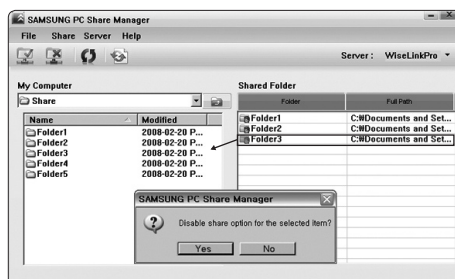 SAMSUNG PC Share Manager
File Share Server Help
Server : WiseLinkPro
My Computer
Share
Name Modified
Folder1 2008-02-20 P...
Folder2 2008-02-20 P...
Folder3 2008-02-20 P...
Folder4 2008-02-20 P...
Folder5 2008-02-20 P...
Shared Folder
Folder Full Path
Folder1 C:₩Documents and Set...
Folder2 C:₩Documents and Set...
Folder3 C:₩Documents and Set...
SAMSUNG PC Share Manager
Disable share option for the selected item?
Yes No